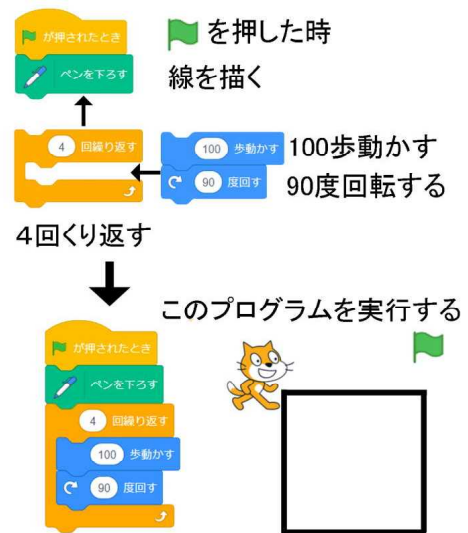 が押されたとき
を押した時
ペンを下ろす
線を描く
4 回繰り返す
100 歩動かす
100歩動かす
90 度回す
90度回転する
4回くり返す
このプログラムを実行する
が押されたとき
ペンを下ろす
4 回繰り返す
100 歩動かす
90 度回す